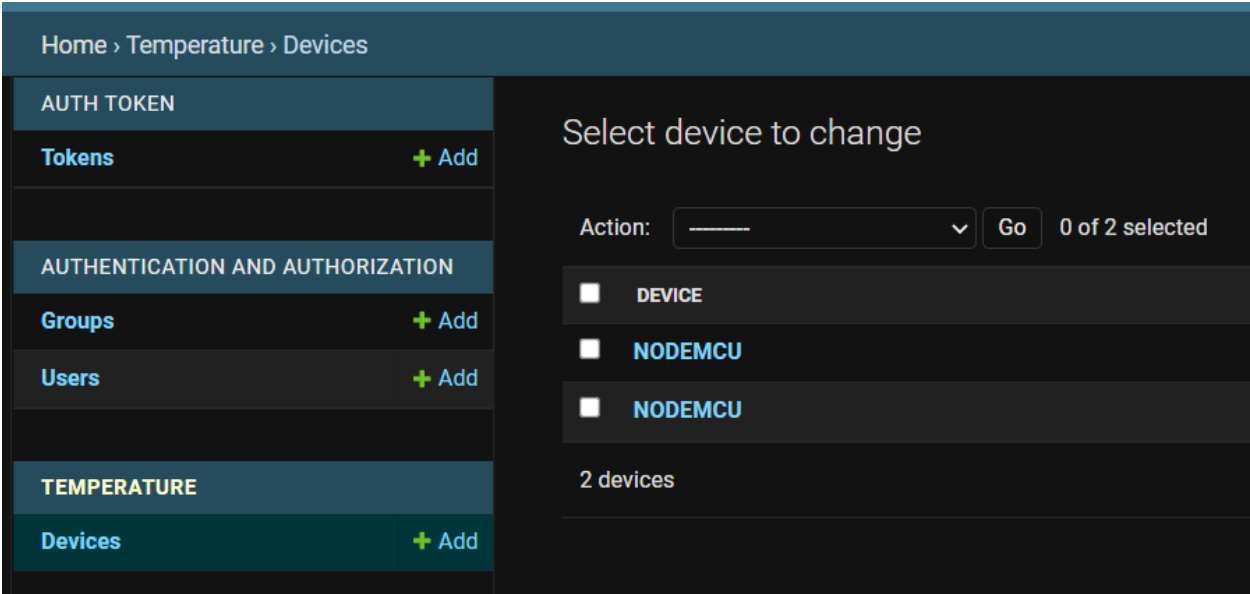 Home › Temperature › Devices
AUTH TOKEN
Tokens + Add
AUTHENTICATION AND AUTHORIZATION
Groups + Add
Users + Add
TEMPERATURE
Devices + Add
Select device to change
Action: --------- Go 0 of 2 selected
DEVICE
NODEMCU
NODEMCU
2 devices